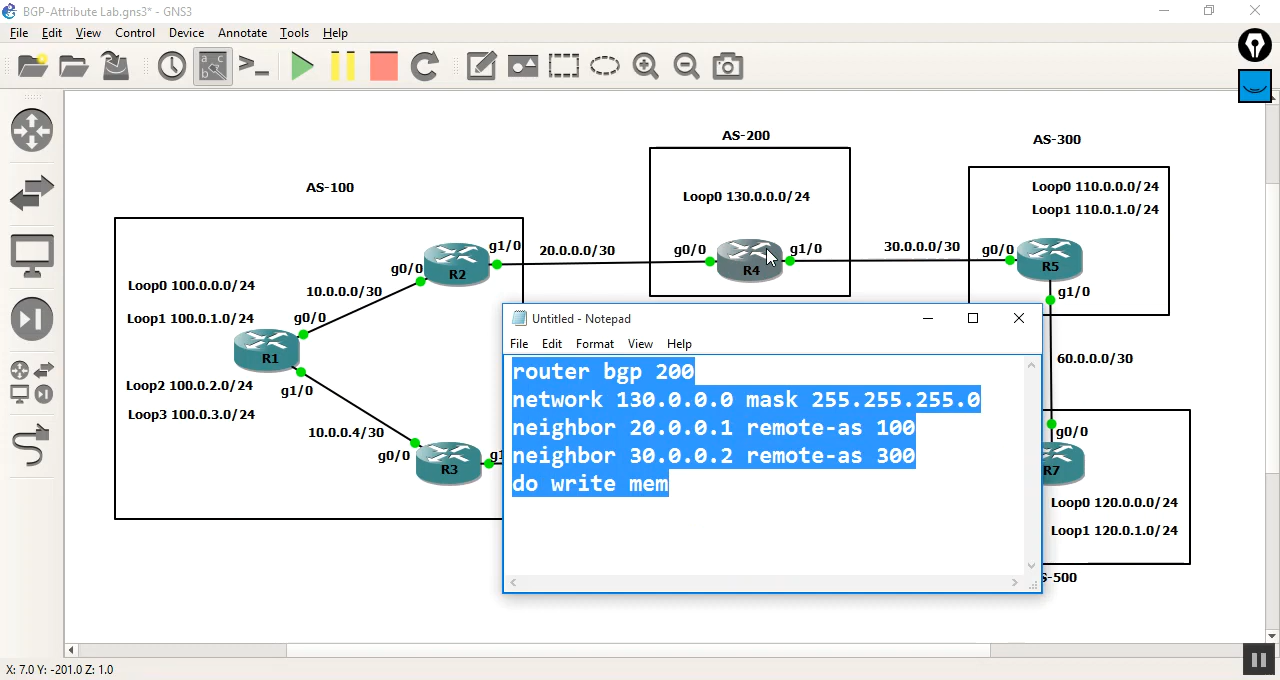 BGP-Attribute Lab.gns3* - GNS3
File Edit View Control Device Annotate Tools Help
AS-200
AS-300
AS-100
Loop0 130.0.0.0/24
Loop0 110.0.0.0/24
Loop1 110.0.1.0/24
g1/0
20.0.0.0/30
g0/0
g1/0
30.0.0.0/30
g0/0
R2
R4
R5
g0/0
Loop0 100.0.0.0/24
10.0.0.0/30
g1/0
Loop1 100.0.1.0/24
g0/0
R1
Loop2 100.0.2.0/24
g1/0
Loop3 100.0.3.0/24
10.0.0.4/30
g0/0
R3
60.0.0.0/30
g0/0
R7
Loop0 120.0.0.0/24
Loop1 120.0.1.0/24
-500
Untitled - Notepad
File Edit Format View Help
router bgp 200
network 130.0.0.0 mask 255.255.255.0
neighbor 20.0.0.1 remote-as 100
neighbor 30.0.0.2 remote-as 300
do write mem
X: 7.0 Y: -201.0 Z: 1.0